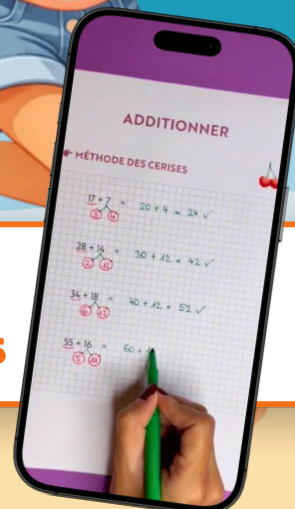 ADDITIONNER
MÉTHODE DES CERISES
17 + 7 = 20 + 4 = 24 ✓
3 4
28 + 14 = 30 + 12 = 42 ✓
2 12
34 + 18 = 40 + 12 = 52 ✓
6 12
55 + 16 = 60 +
5 11
S